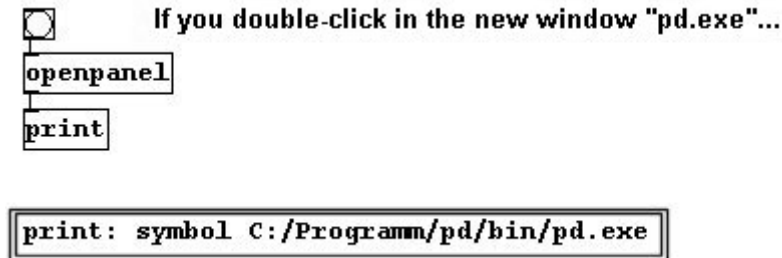 If you double-click in the new window "pd.exe"...
openpanel
print
print: symbol C:/Programm/pd/bin/pd.exe